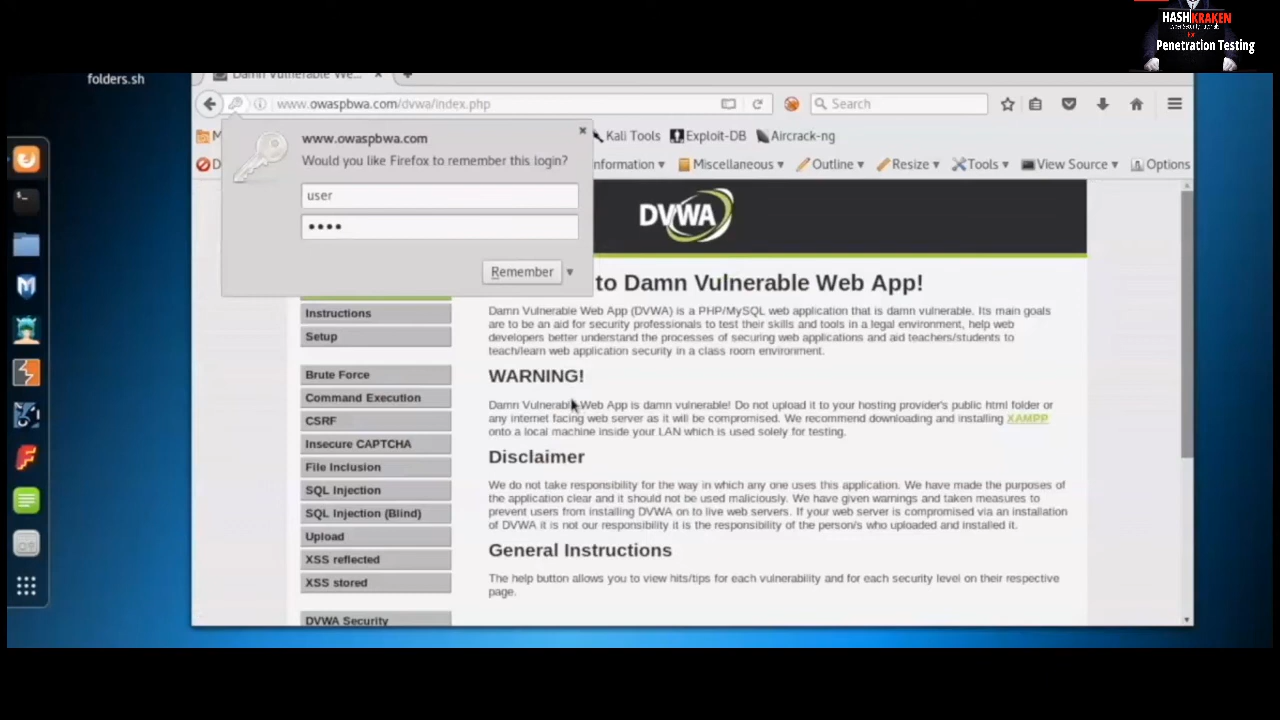 HASHKRAKEN
For
Penetration Testing
folders.sh
Damn Vulnerable We...
www.owaspbwa.com/dvwa/index.php
Search
M
Kali Tools
Exploit-DB
Aircrack-ng
D
nformation
Miscellaneous
Outline
Resize
Tools
View Source
Options
www.owaspbwa.com
Would you like Firefox to remember this login?
user
••••
Remember
DVWA
to Damn Vulnerable Web App!
Damn Vulnerable Web App (DVWA) is a PHP/MySQL web application that is damn vulnerable. Its main goals
are to be an aid for security professionals to test their skills and tools in a legal environment, help web
developers better understand the processes of securing web applications and aid teachers/students to
teach/learn web application security in a class room environment.
WARNING!
Damn Vulnerable Web App is damn vulnerable! Do not upload it to your hosting provider's public html folder or
any internet facing web server as it will be compromised. We recommend downloading and installing XAMPP
onto a local machine inside your LAN which is used solely for testing.
Disclaimer
We do not take responsibility for the way in which any one uses this application. We have made the purposes of
the application clear and it should not be used maliciously. We have given warnings and taken measures to
prevent users from installing DVWA on to live web servers. If your web server is compromised via an installation
of DVWA it is not our responsibility it is the responsibility of the person/s who uploaded and installed it.
General Instructions
The help button allows you to view hits/tips for each vulnerability and for each security level on their respective
page.
Instructions
Setup
Brute Force
Command Execution
CSRF
Insecure CAPTCHA
File Inclusion
SQL Injection
SQL Injection (Blind)
Upload
XSS reflected
XSS stored
DVWA Security